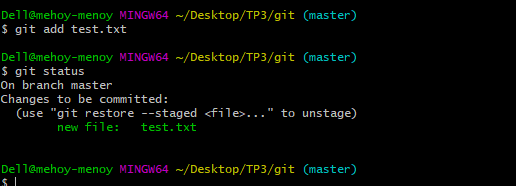 Dell@mehoy-menoy MINGW64 ~/Desktop/TP3/git (master)
$ git add test.txt
Dell@mehoy-menoy MINGW64 ~/Desktop/TP3/git (master)
$ git status
On branch master
Changes to be committed:
  (use "git restore --staged <file>..." to unstage)
        new file:   test.txt
Dell@mehoy-menoy MINGW64 ~/Desktop/TP3/git (master)
$